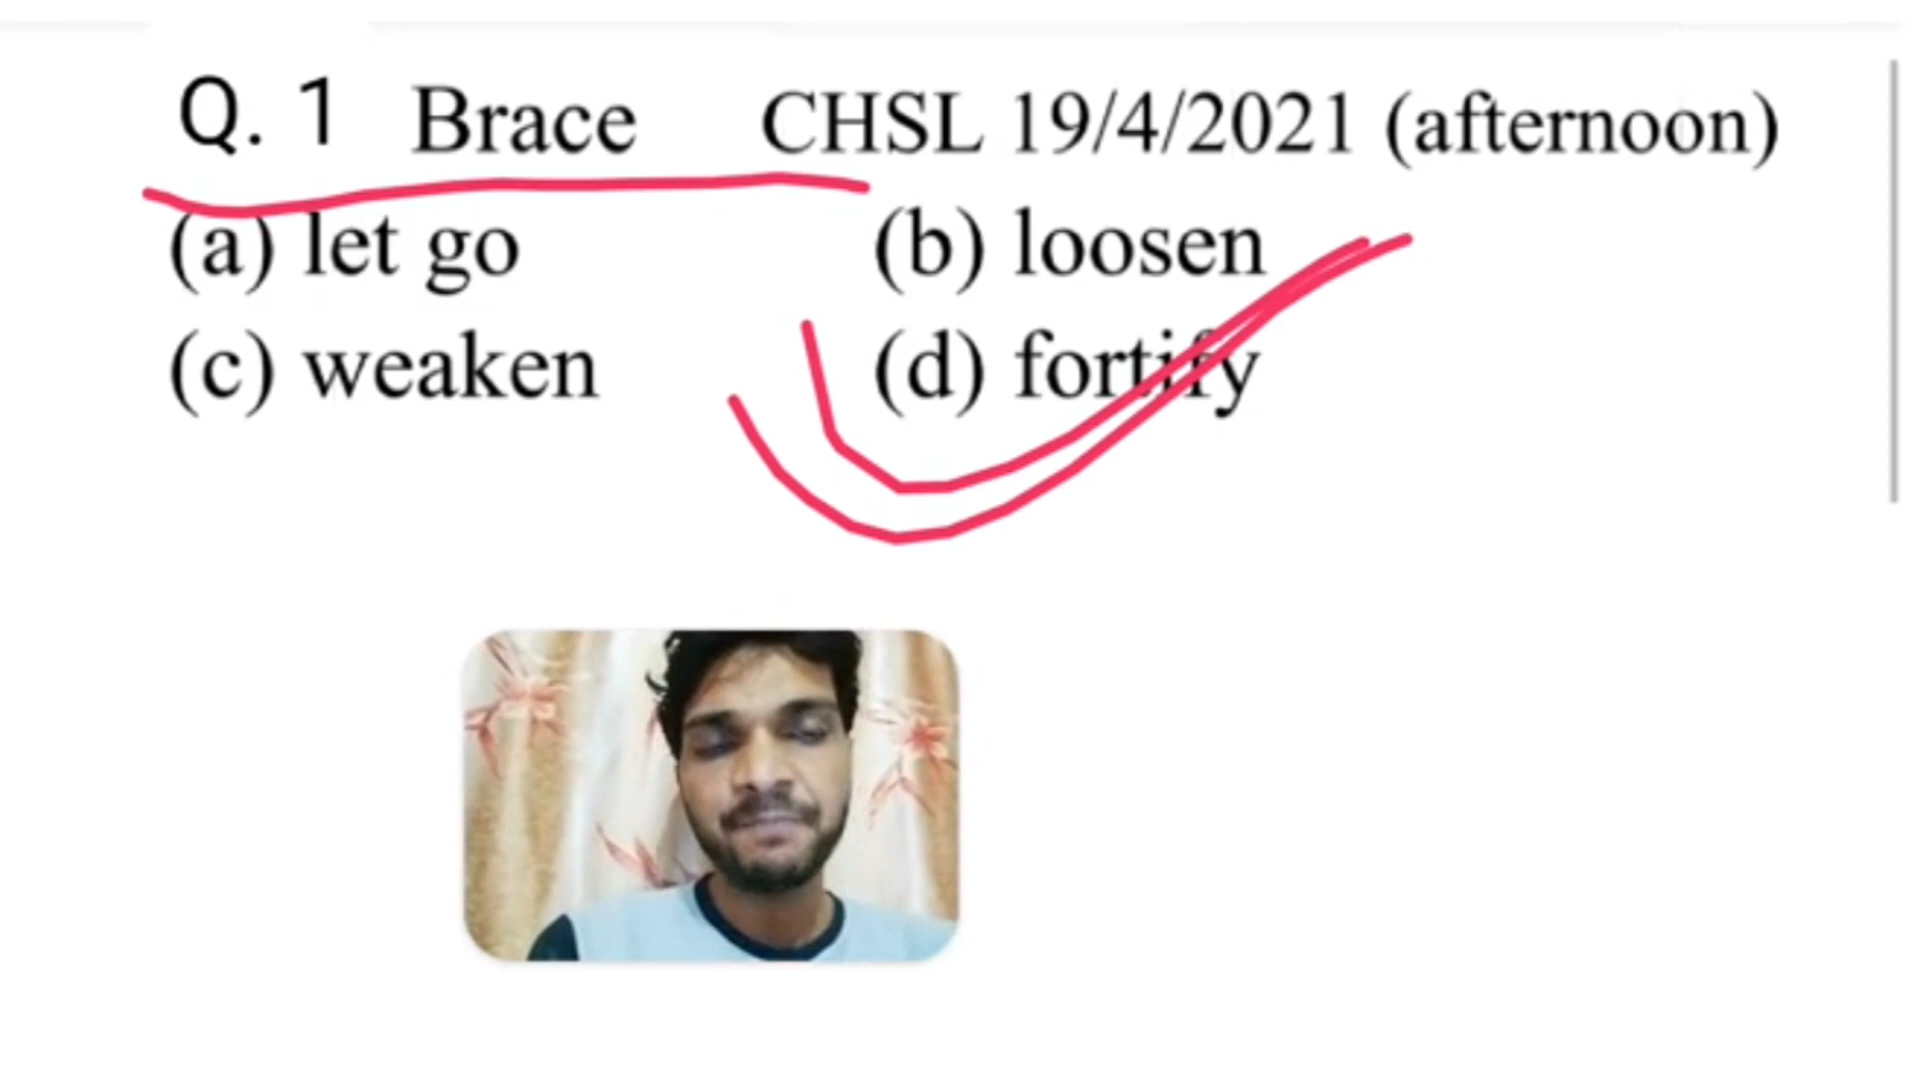 Q. 1 Brace CHSL 19/4/2021 (afternoon)
(a) let go (b) loosen
(c) weaken (d) fortify